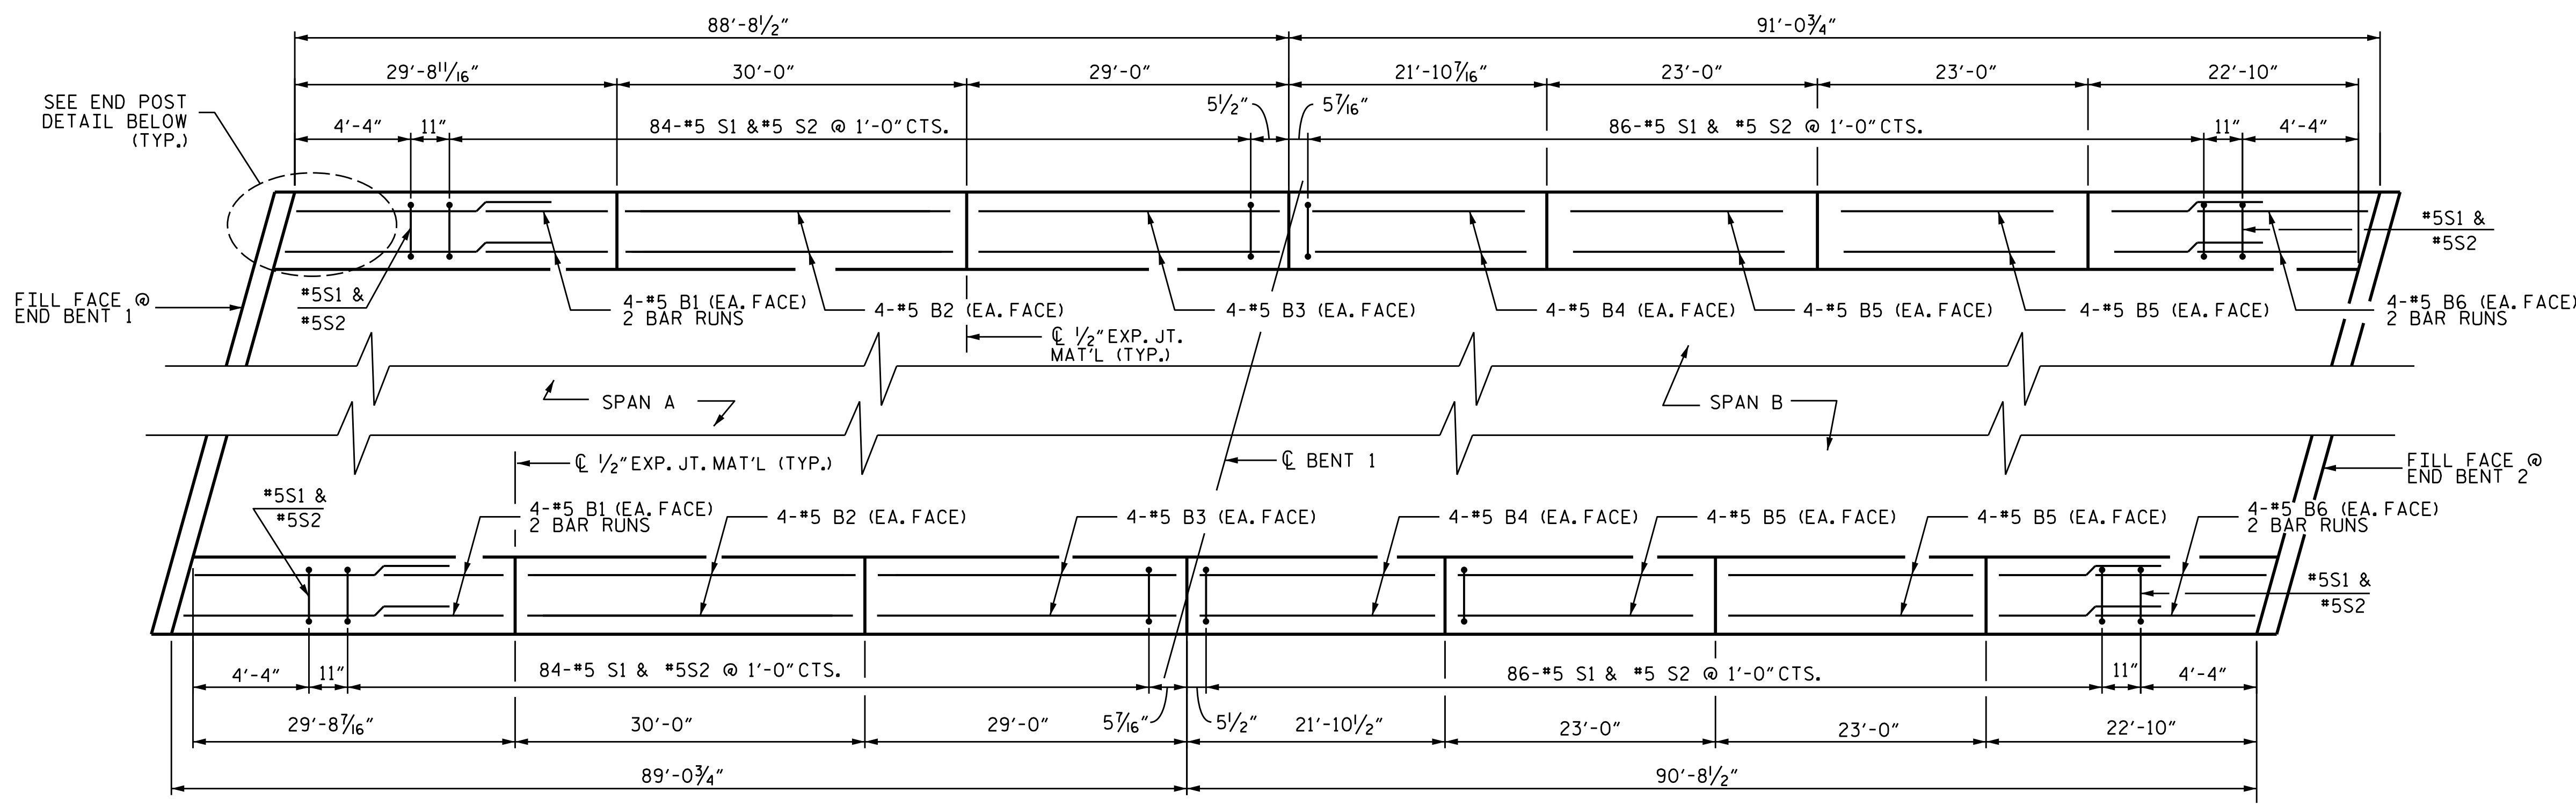 88'-8½" 91'-0¾"
29'-8¹¹⁄₁₆" 30'-0" 29'-0" 21'-10⁷⁄₁₆" 23'-0" 23'-0" 22'-10"
SEE END POST
DETAIL BELOW
(TYP.)
5½" 5⁷⁄₁₆"
4'-4" 11" 84-#5 S1 &#5 S2 @ 1'-0" CTS. 86-#5 S1 & #5 S2 @ 1'-0" CTS. 11" 4'-4"
#5S1 &
#5S2
#5S1 &
#5S2
FILL FACE @
END BENT 1
4-#5 B1 (EA. FACE)
2 BAR RUNS
4-#5 B2 (EA. FACE)
4-#5 B3 (EA. FACE)
4-#5 B4 (EA. FACE)
4-#5 B5 (EA. FACE)
4-#5 B5 (EA. FACE)
4-#5 B6 (EA. FACE)
2 BAR RUNS
℄ ½" EXP. JT.
MAT'L (TYP.)
SPAN A
SPAN B
℄ ½" EXP. JT. MAT'L (TYP.)
℄ BENT 1
FILL FACE @
END BENT 2
#5S1 &
#5S2
4-#5 B1 (EA. FACE)
2 BAR RUNS
4-#5 B2 (EA. FACE)
4-#5 B3 (EA. FACE)
4-#5 B4 (EA. FACE)
4-#5 B5 (EA. FACE)
4-#5 B5 (EA. FACE)
4-#5 B6 (EA. FACE)
2 BAR RUNS
#5S1 &
#5S2
4'-4" 11" 84-#5 S1 & #5S2 @ 1'-0" CTS. 86-#5 S1 & #5 S2 @ 1'-0" CTS. 11" 4'-4"
29'-8⁷⁄₁₆" 30'-0" 29'-0" 5⁷⁄₁₆" 5½" 21'-10½" 23'-0" 23'-0" 22'-10"
89'-0¾" 90'-8½"